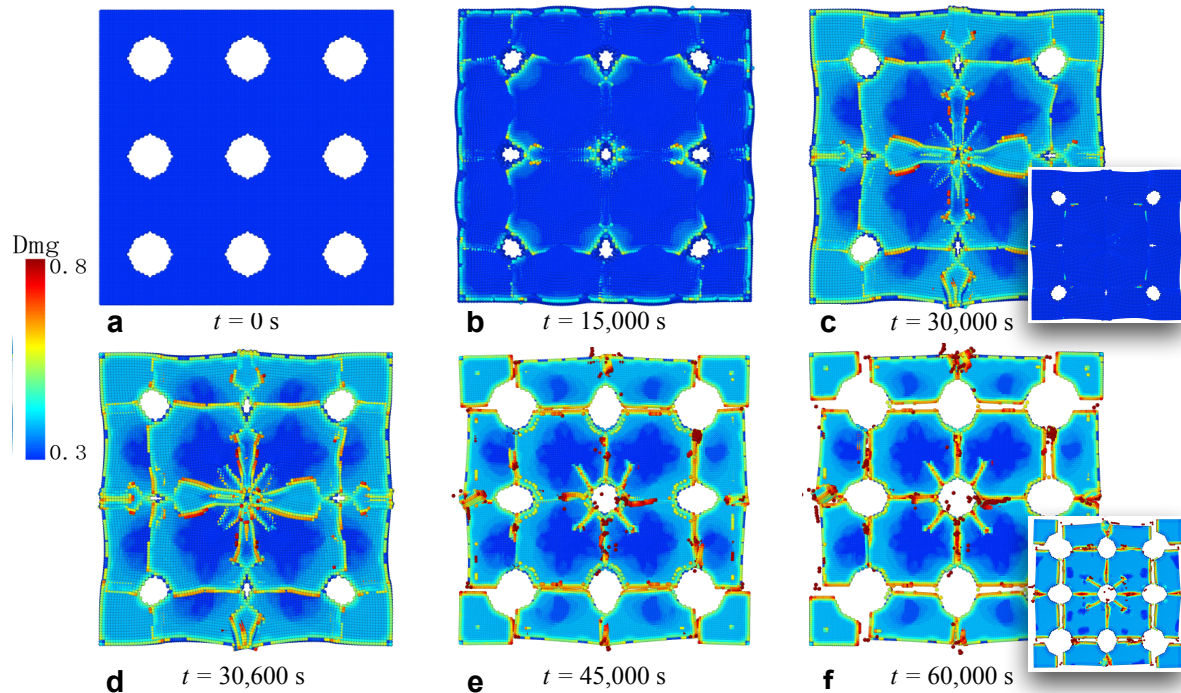 Dmg
0.8
0.3
a
t = 0 s
b
t = 15,000 s
c
t = 30,000 s
d
t = 30,600 s
e
t = 45,000 s
f
t = 60,000 s